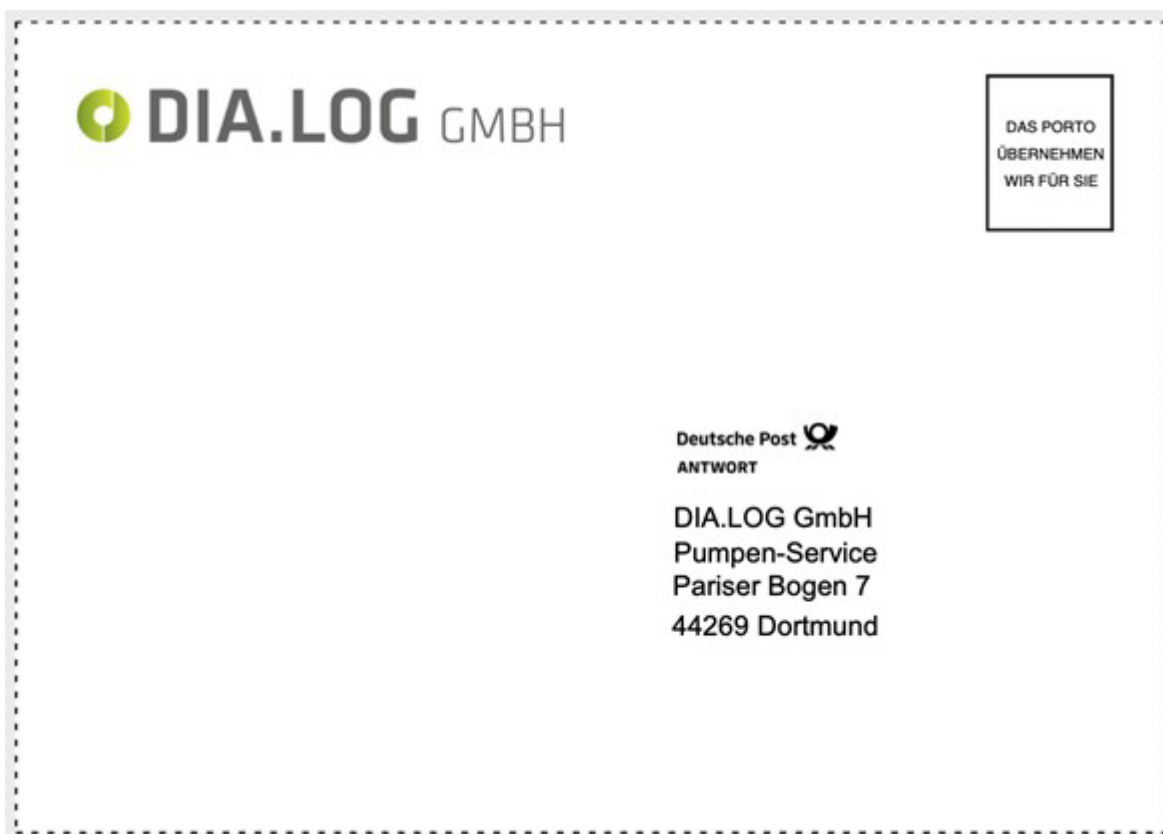 DIA.LOG GMBH
DAS PORTO
ÜBERNEHMEN
WIR FÜR SIE
Deutsche Post
ANTWORT
DIA.LOG GmbH
Pumpen-Service
Pariser Bogen 7
44269 Dortmund